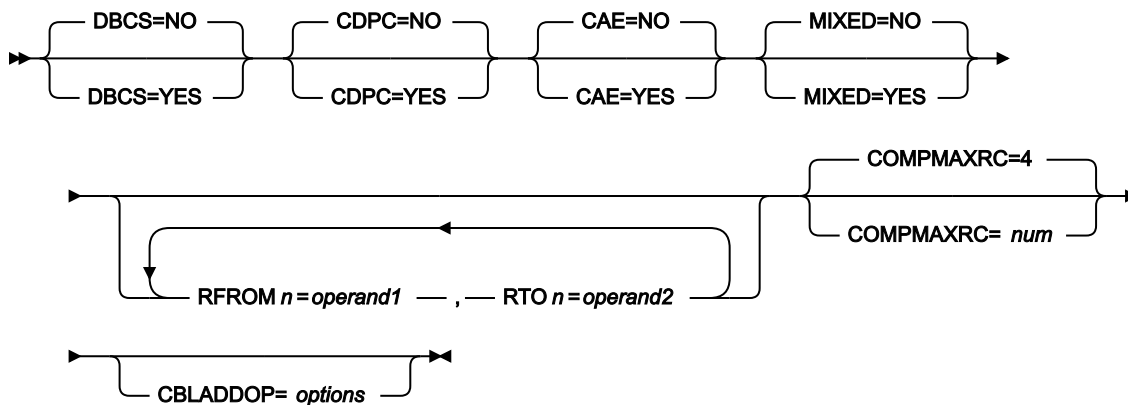 DBCS=NO CDPC=NO CAE=NO MIXED=NO
DBCS=YES CDPC=YES CAE=YES MIXED=YES
COMPMAXRC=4
COMPMAXRC= num
RFROM n=operand1 , RTO n=operand2
CBLADDOP= options